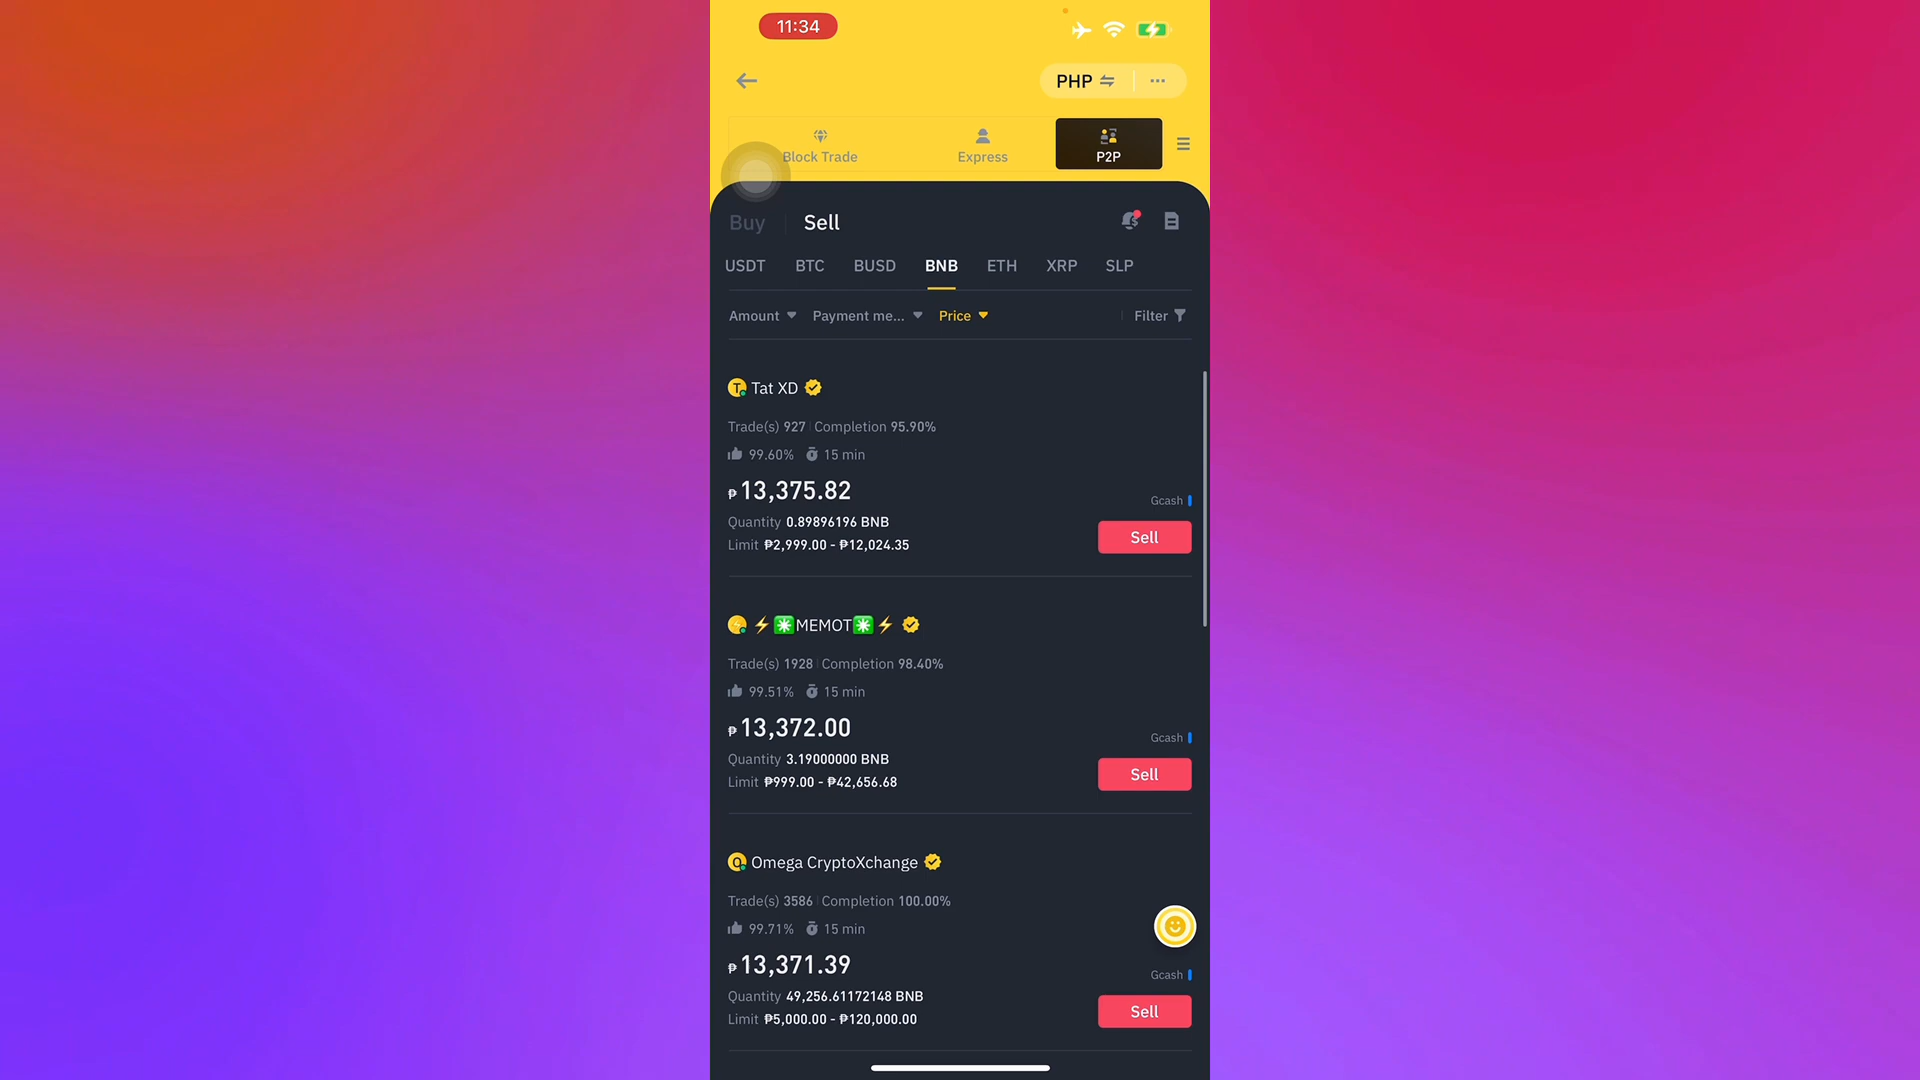 11:34
PHP
Block Trade
Express
P2P
Buy
Sell
USDT BTC BUSD BNB ETH XRP SLP
Amount Payment me... Price Filter
T Tat XD
Trade(s) 927 Completion 95.90%
99.60% 15 min
₱13,375.82
Gcash
Quantity 0.89896196 BNB
Limit ₱2,999.00 - ₱12,024.35
Sell
⚡✳️MEMOT✳️⚡
Trade(s) 1928 Completion 98.40%
99.51% 15 min
₱13,372.00
Gcash
Quantity 3.19000000 BNB
Limit ₱999.00 - ₱42,656.68
Sell
O Omega CryptoXchange
Trade(s) 3586 Completion 100.00%
99.71% 15 min
₱13,371.39
Gcash
Quantity 49,256.61172148 BNB
Limit ₱5,000.00 - ₱120,000.00
Sell